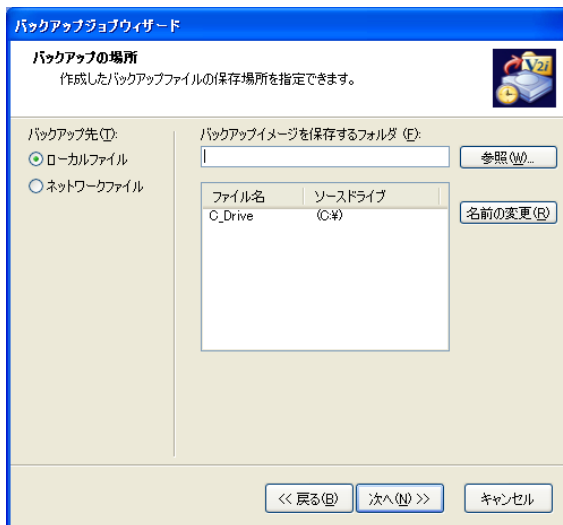 バックアップジョブウィザード
バックアップの場所
作成したバックアップファイルの保存場所を指定できます。
V2i
バックアップ先(T):
ローカルファイル
ネットワークファイル
バックアップイメージを保存するフォルダ (F):
参照(W)...
ファイル名 ソースドライブ
C_Drive (C:¥)
名前の変更(R)
<< 戻る(B) 次へ(N) >> キャンセル